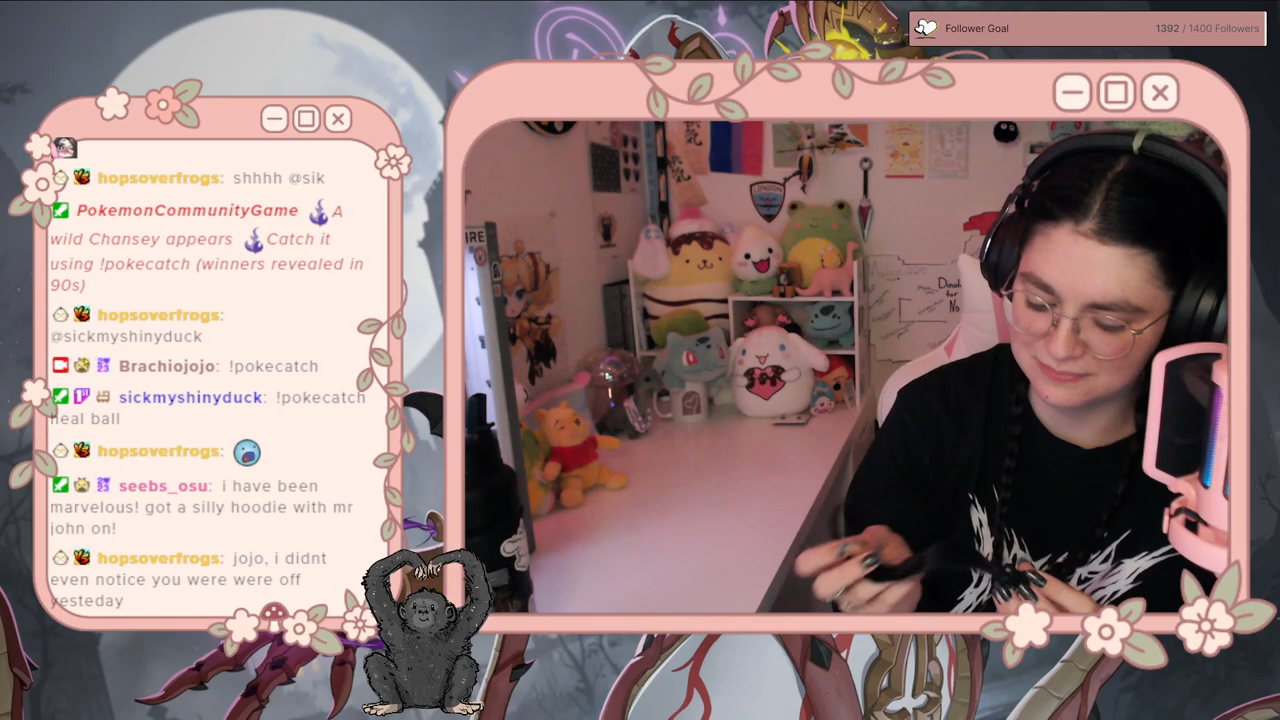 Follower Goal 1392 / 1400 Followers
hopsoverfrogs: shhhh @sik
PokemonCommunityGame A
wild Chansey appears Catch it
using !pokecatch (winners revealed in
90s)
hopsoverfrogs:
@sickmyshinyduck
Brachiojojo: !pokecatch
sickmyshinyduck: !pokecatch
heal ball
hopsoverfrogs:
seebs_osu: i have been
marvelous! got a silly hoodie with mr
john on!
hopsoverfrogs: jojo, i didnt
even notice you were were off
yesteday
LONDON